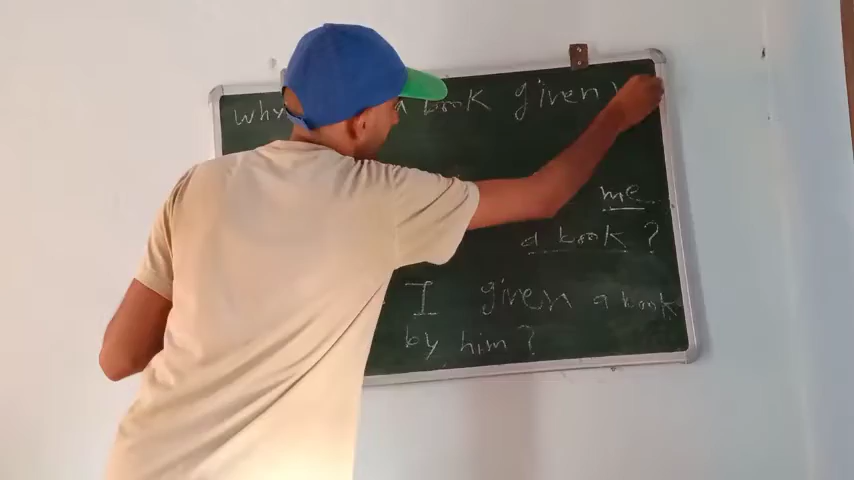 why a book given
me
a book ?
I given a book
by him ?